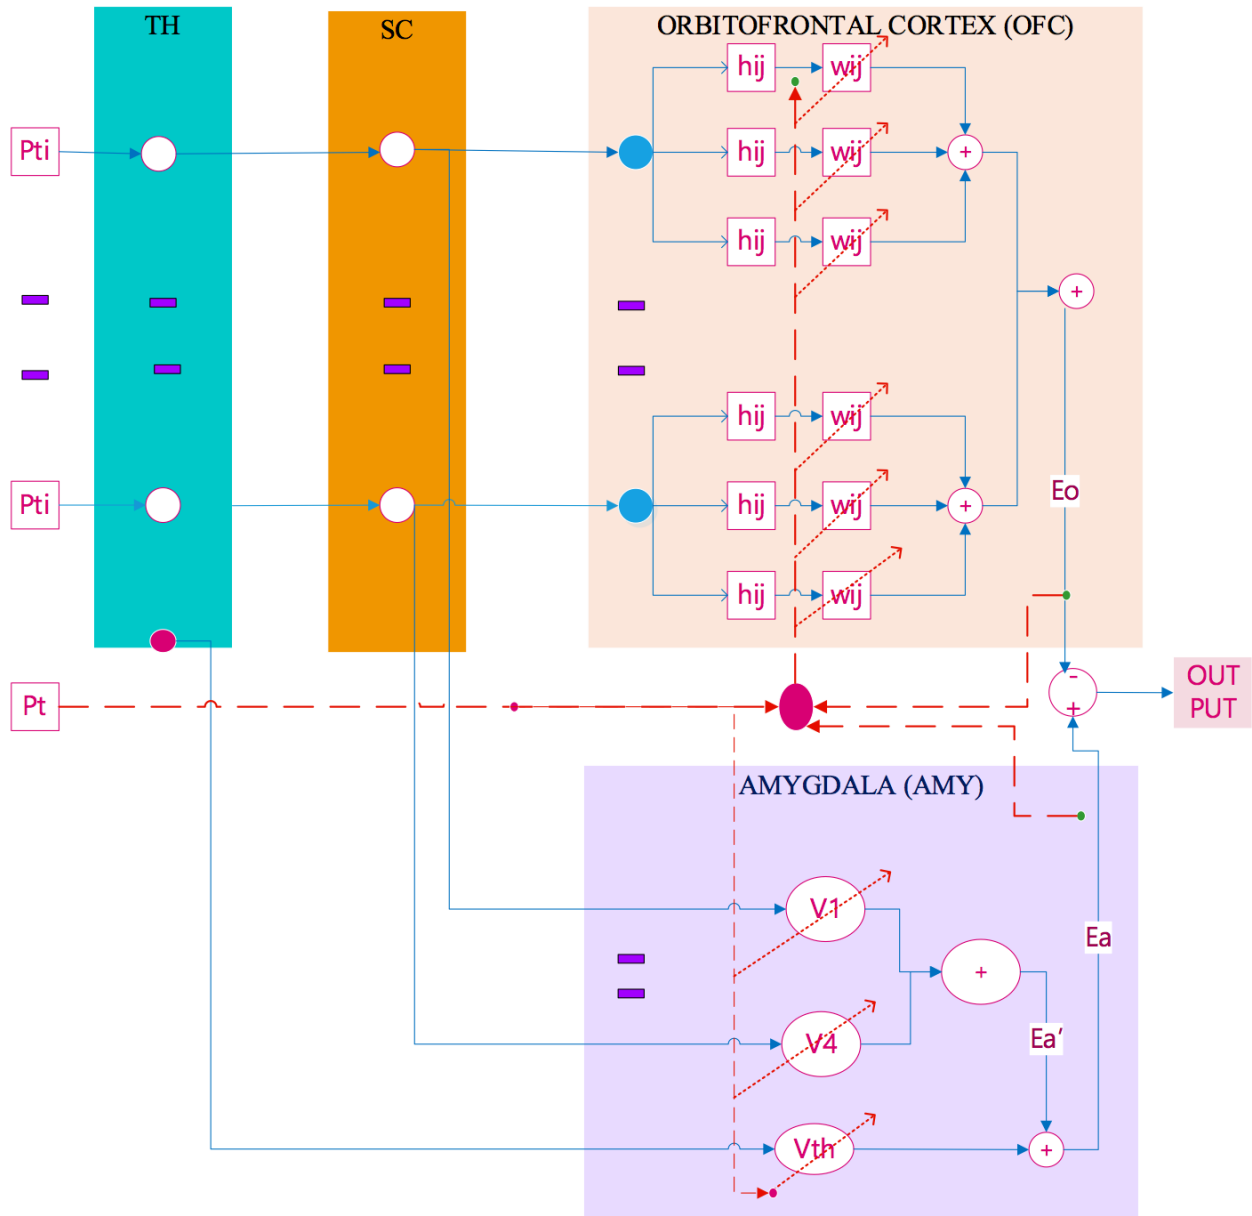 TH
SC
ORBITOFRONTAL CORTEX (OFC)
hij
wij
Pti
hij
wij
+
hij
wij
+
hij
wij
Pti
hij
wij
+
Eo
hij
wij
Pt
-
+
OUT
PUT
AMYGDALA (AMY)
V1
Ea
+
V4
Ea’
Vth
+